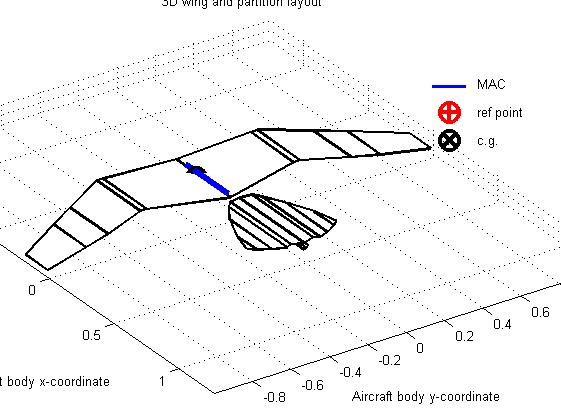 3D wing and partition layout
MAC
ref point
c.g.
0
0.5
1
t body x-coordinate
-0.8
-0.6
-0.4
-0.2
0
0.2
0.4
0.6
Aircraft body y-coordinate